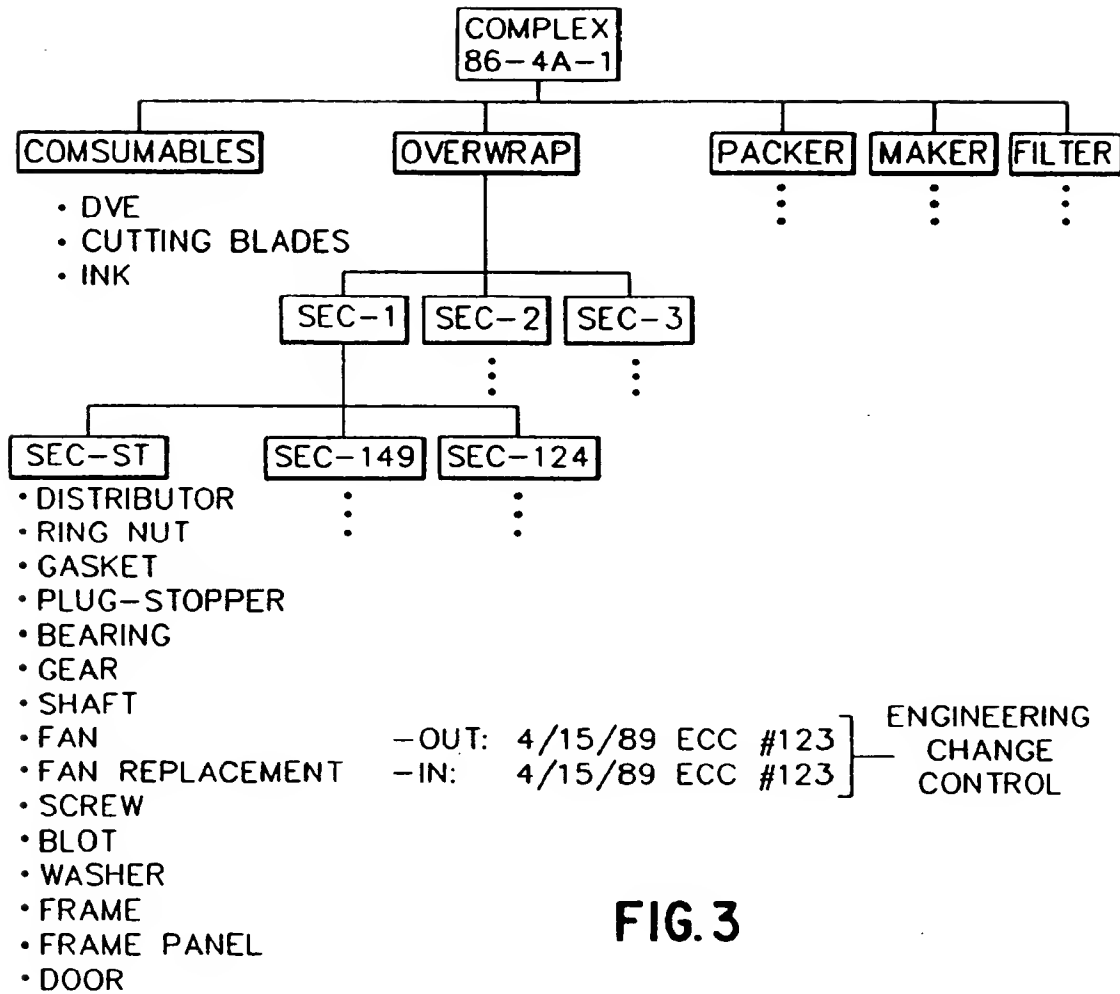 COMPLEX
86-4A-1
COMSUMABLES
OVERWRAP
PACKER
MAKER
FILTER
• DVE
• CUTTING BLADES
• INK
SEC-1
SEC-2
SEC-3
SEC-ST
SEC-149
SEC-124
• DISTRIBUTOR
• RING NUT
• GASKET
• PLUG-STOPPER
• BEARING
• GEAR
• SHAFT
• FAN -OUT: 4/15/89 ECC #123
• FAN REPLACEMENT -IN: 4/15/89 ECC #123
ENGINEERING
CHANGE
CONTROL
• SCREW
• BLOT
• WASHER
• FRAME
• FRAME PANEL
• DOOR
FIG. 3